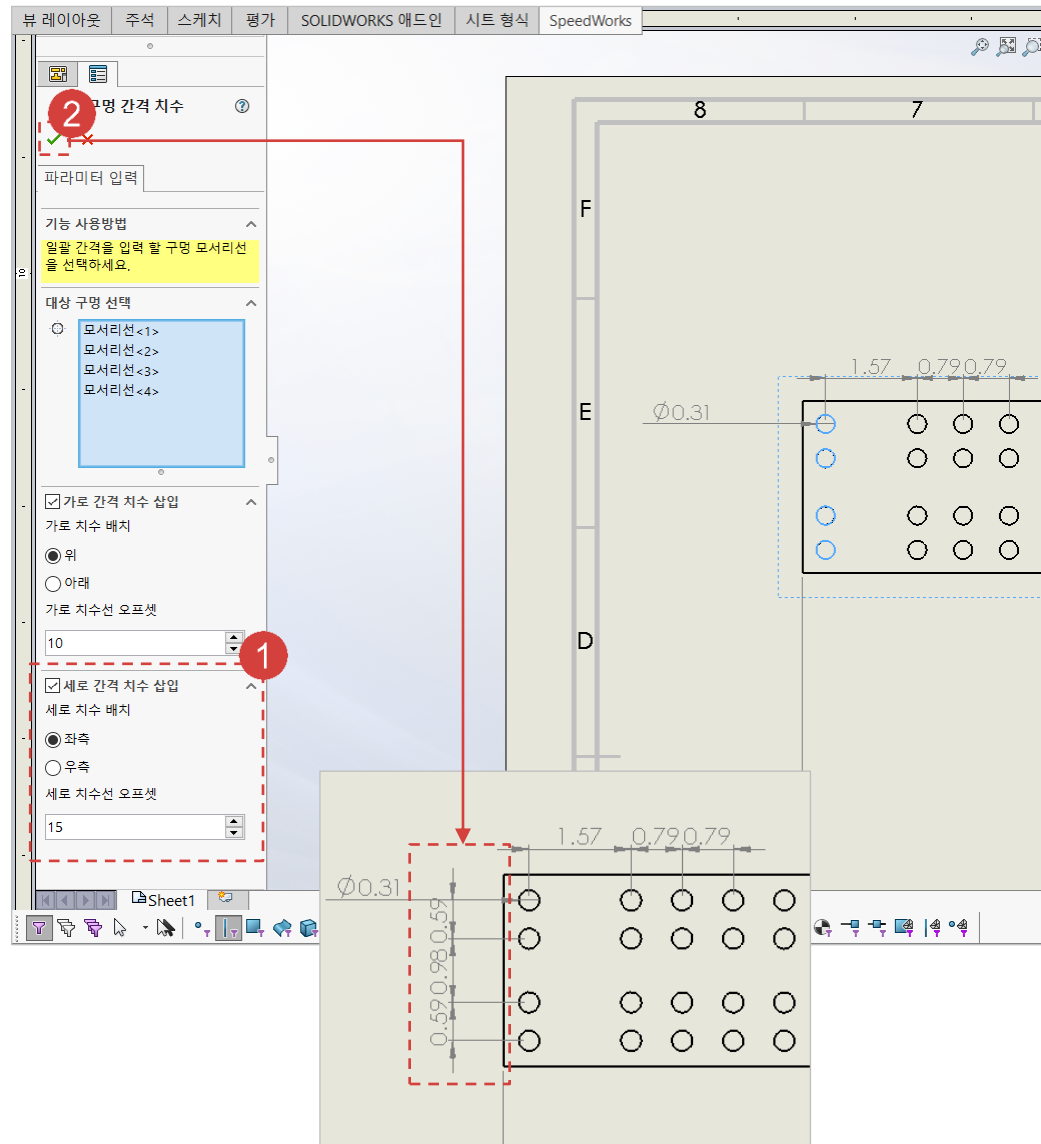 뷰 레이아웃 주석 스케치 평가 SOLIDWORKS 애드인 시트 형식 SpeedWorks
2
구멍 간격 치수
파라미터 입력
기능 사용방법
일괄 간격을 입력 할 구멍 모서리선
을 선택하세요.
대상 구멍 선택
모서리선<1>
모서리선<2>
모서리선<3>
모서리선<4>
가로 간격 치수 삽입
가로 치수 배치
위
아래
가로 치수선 오프셋
10
1
세로 간격 치수 삽입
세로 치수 배치
좌측
우측
세로 치수선 오프셋
15
Sheet1
10
8 7
F
E
D
1.57 0.79 0.79
Ø0.31
1.57 0.79 0.79
Ø0.31
0.59
0.98
0.59